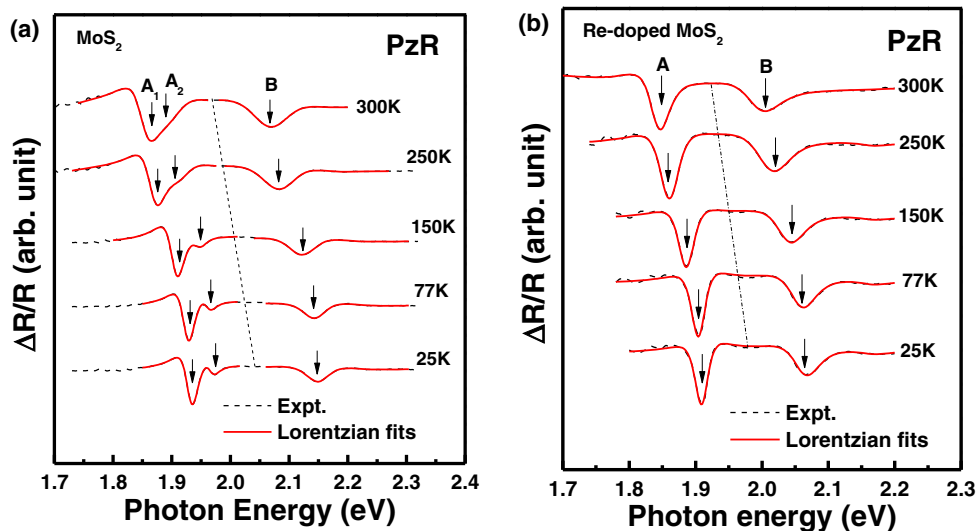 (a)
MoS2
PzR
A1
A2
B
300K
250K
150K
77K
25K
Expt.
Lorentzian fits
ΔR/R (arb. unit)
1.7 1.8 1.9 2.0 2.1 2.2 2.3 2.4
Photon Energy (eV)
(b)
Re-doped MoS2
PzR
A
B
300K
250K
150K
77K
25K
Expt.
Lorentzian fits
ΔR/R (arb. unit)
1.7 1.8 1.9 2.0 2.1 2.2 2.3
Photon energy (eV)